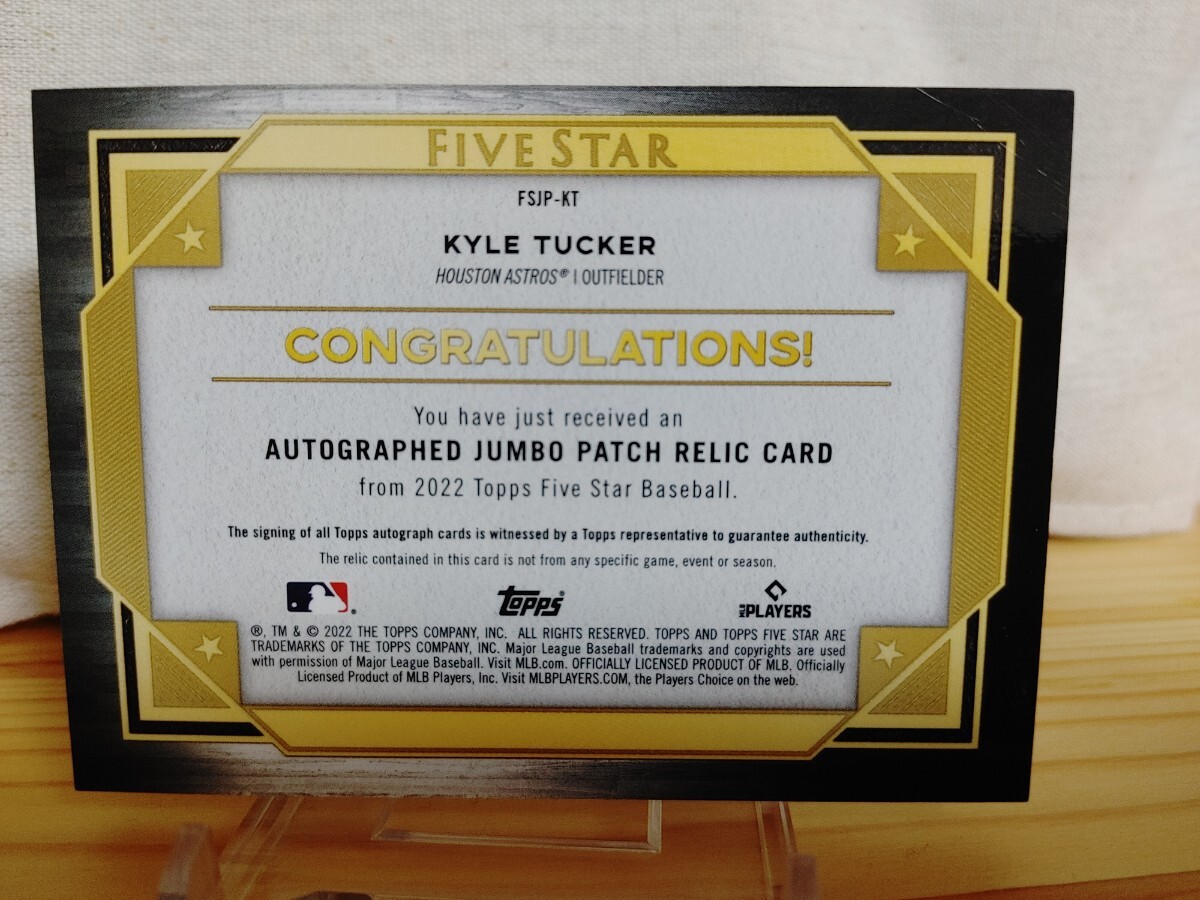 FIVE STAR
FSJP-KT
KYLE TUCKER
HOUSTON ASTROS® | OUTFIELDER
CONGRATULATIONS!
You have just received an
AUTOGRAPHED JUMBO PATCH RELIC CARD
from 2022 Topps Five Star Baseball.
The signing of all Topps autograph cards is witnessed by a Topps representative to guarantee authenticity.
The relic contained in this card is not from any specific game, event or season.
topps® MLB PLAYERS
®, TM & © 2022 THE TOPPS COMPANY, INC. ALL RIGHTS RESERVED. TOPPS AND TOPPS FIVE STAR ARE
TRADEMARKS OF THE TOPPS COMPANY, INC. Major League Baseball trademarks and copyrights are used
with permission of Major League Baseball. Visit MLB.com. OFFICIALLY LICENSED PRODUCT OF MLB. Officially
Licensed Product of MLB Players, Inc. Visit MLBPLAYERS.COM, the Players Choice on the web.